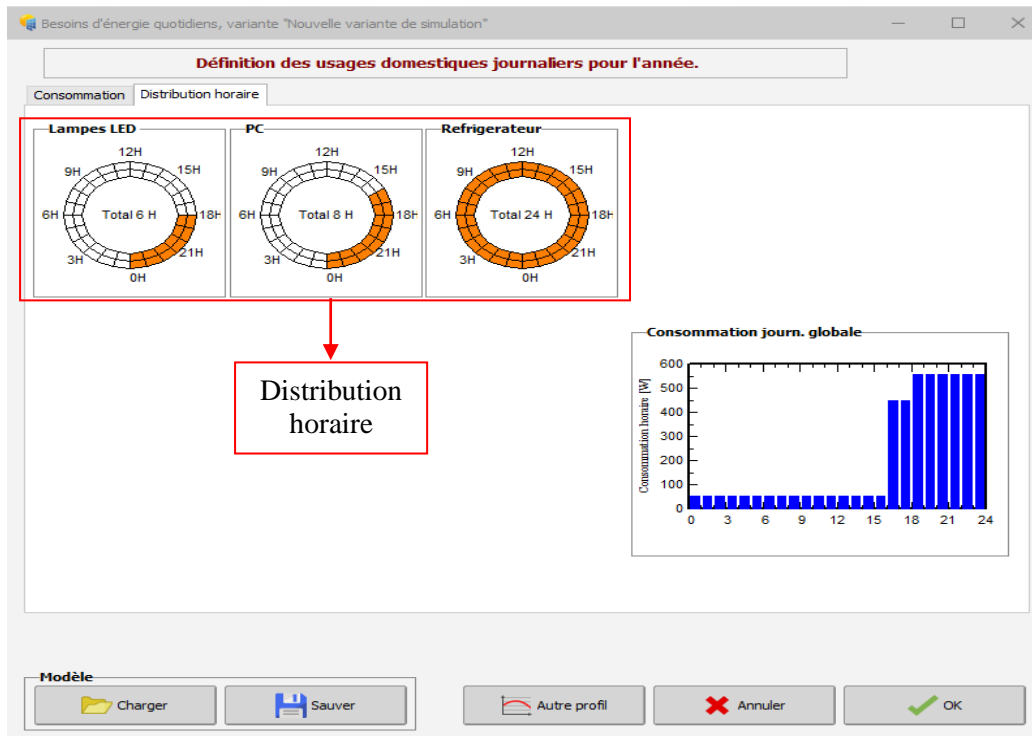 Besoins d'énergie quotidiens, variante "Nouvelle variante de simulation"
Définition des usages domestiques journaliers pour l'année.
Consommation Distribution horaire
Lampes LED
12H
9H 15H
6H Total 6 H 18H
3H 21H
0H
PC
12H
9H 15H
6H Total 8 H 18H
3H 21H
0H
Refrigerateur
12H
9H 15H
6H Total 24 H 18H
3H 21H
0H
Distribution
horaire
Consommation journ. globale
Consommation horaire [W]
600
500
400
300
200
100
0
0 3 6 9 12 15 18 21 24
Modèle
Charger Sauver Autre profil Annuler OK